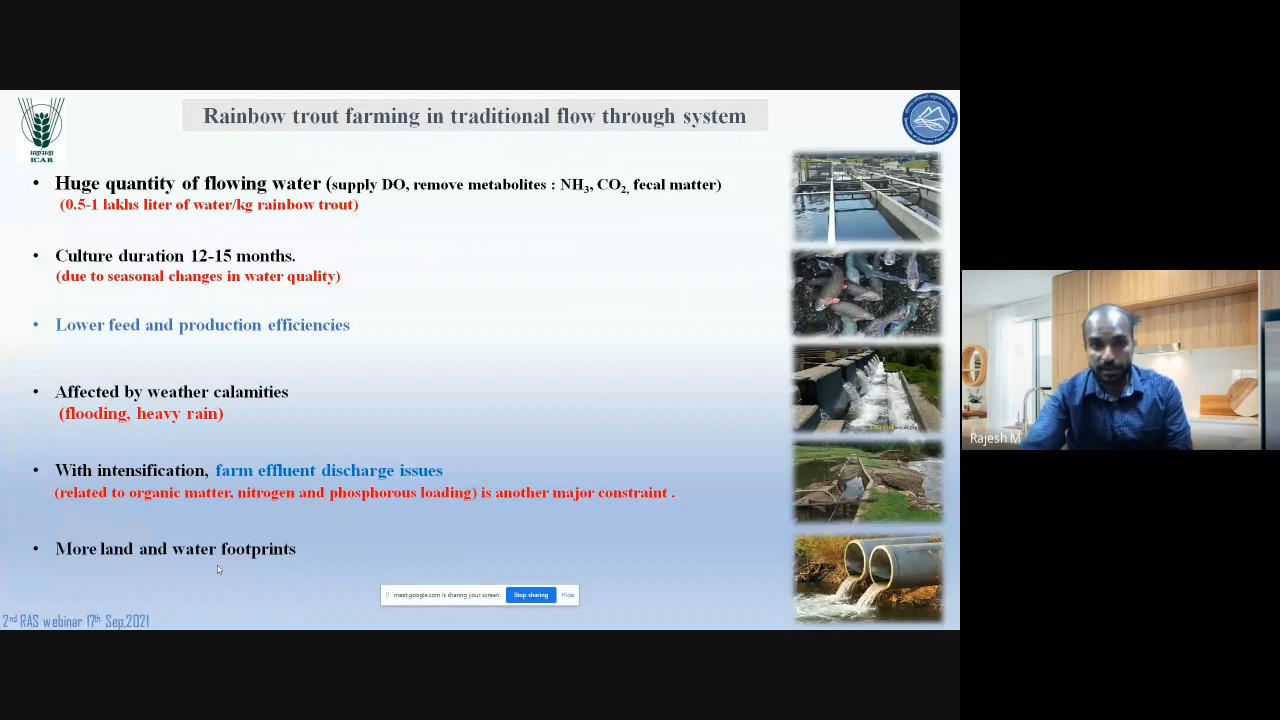 Rainbow trout farming in traditional flow through system
ICAR
• Huge quantity of flowing water (supply DO, remove metabolites : NH3, CO2, fecal matter)
(0.5-1 lakhs liter of water/kg rainbow trout)
• Culture duration 12-15 months.
(due to seasonal changes in water quality)
• Lower feed and production efficiencies
• Affected by weather calamities
(flooding, heavy rain)
• With intensification, farm effluent discharge issues
(related to organic matter, nitrogen and phosphorous loading) is another major constraint .
• More land and water footprints
meet.google.com is sharing your screen. Stop sharing Hide
2nd RAS webinar 17th Sep,2021
Rajesh M